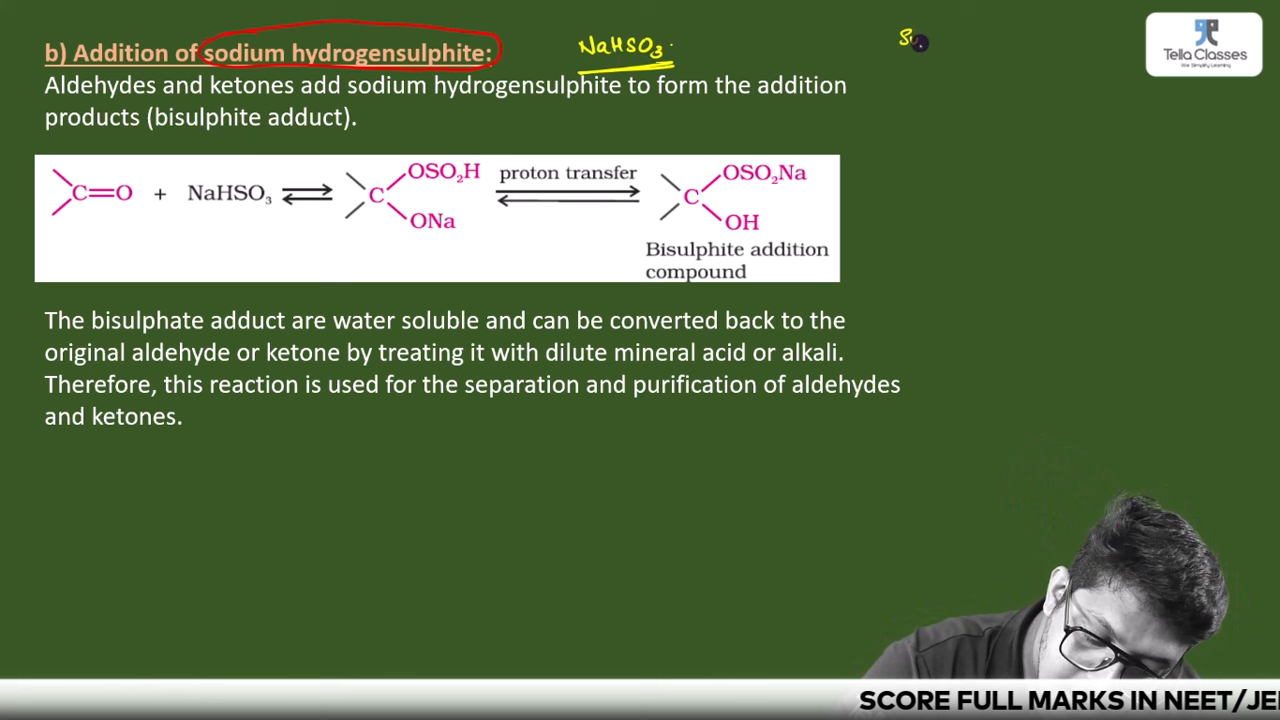 b) Addition of sodium hydrogensulphite:
NaHSO₃
Tella Classes
We Simplify Learning
Aldehydes and ketones add sodium hydrogensulphite to form the addition
products (bisulphite adduct).
C=O + NaHSO₃ ⇌ C OSO₂H ONa proton transfer ⇌ C OSO₂Na OH
Bisulphite addition
compound
The bisulphate adduct are water soluble and can be converted back to the
original aldehyde or ketone by treating it with dilute mineral acid or alkali.
Therefore, this reaction is used for the separation and purification of aldehydes
and ketones.
SCORE FULL MARKS IN NEET/JE